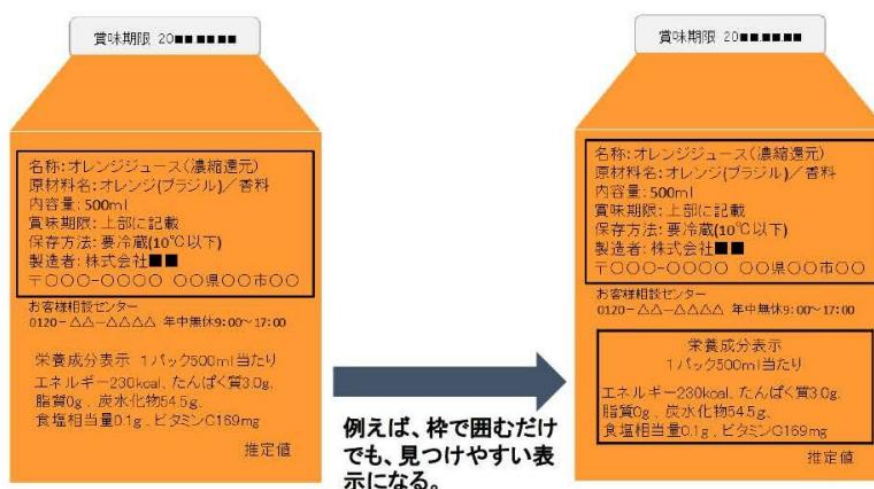 賞味期限 20■■■■■■
名称:オレンジジュース(濃縮還元)
原材料名:オレンジ(ブラジル)/香料
内容量:500ml
賞味期限:上部に記載
保存方法:要冷蔵(10℃以下)
製造者:株式会社■■
〒○○○-○○○○ ○○県○○市○○
お客様相談センター
0120-△△-△△△△ 年中無休9:00~17:00
栄養成分表示 1パック500ml当たり
エネルギー230kcal、たんぱく質3.0g、
脂質0g、炭水化物54.5g、
食塩相当量0.1g、ビタミンC169mg
推定値
例えば、枠で囲むだけ
でも、見つけやすい表
示になる。
賞味期限 20■■.■■.■■
名称:オレンジジュース(濃縮還元)
原材料名:オレンジ(ブラジル)/香料
内容量:500ml
賞味期限:上部に記載
保存方法:要冷蔵(10℃以下)
製造者:株式会社■■
〒○○○-○○○○ ○○県○○市○○
お客様相談センター
0120-△△-△△△△ 年中無休9:00~17:00
栄養成分表示
1パック500ml当たり
エネルギー230kcal、たんぱく質3.0g、
脂質0g、炭水化物54.5g、
食塩相当量0.1g、ビタミンC169mg
推定値